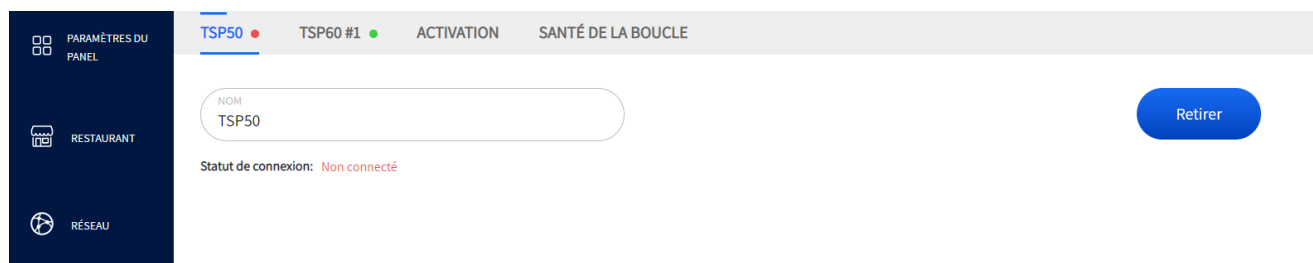 PARAMÈTRES DU
PANEL
RESTAURANT
RÉSEAU
TSP50 TSP60 #1 ACTIVATION SANTÉ DE LA BOUCLE
NOM
TSP50
Retirer
Statut de connexion: Non connecté